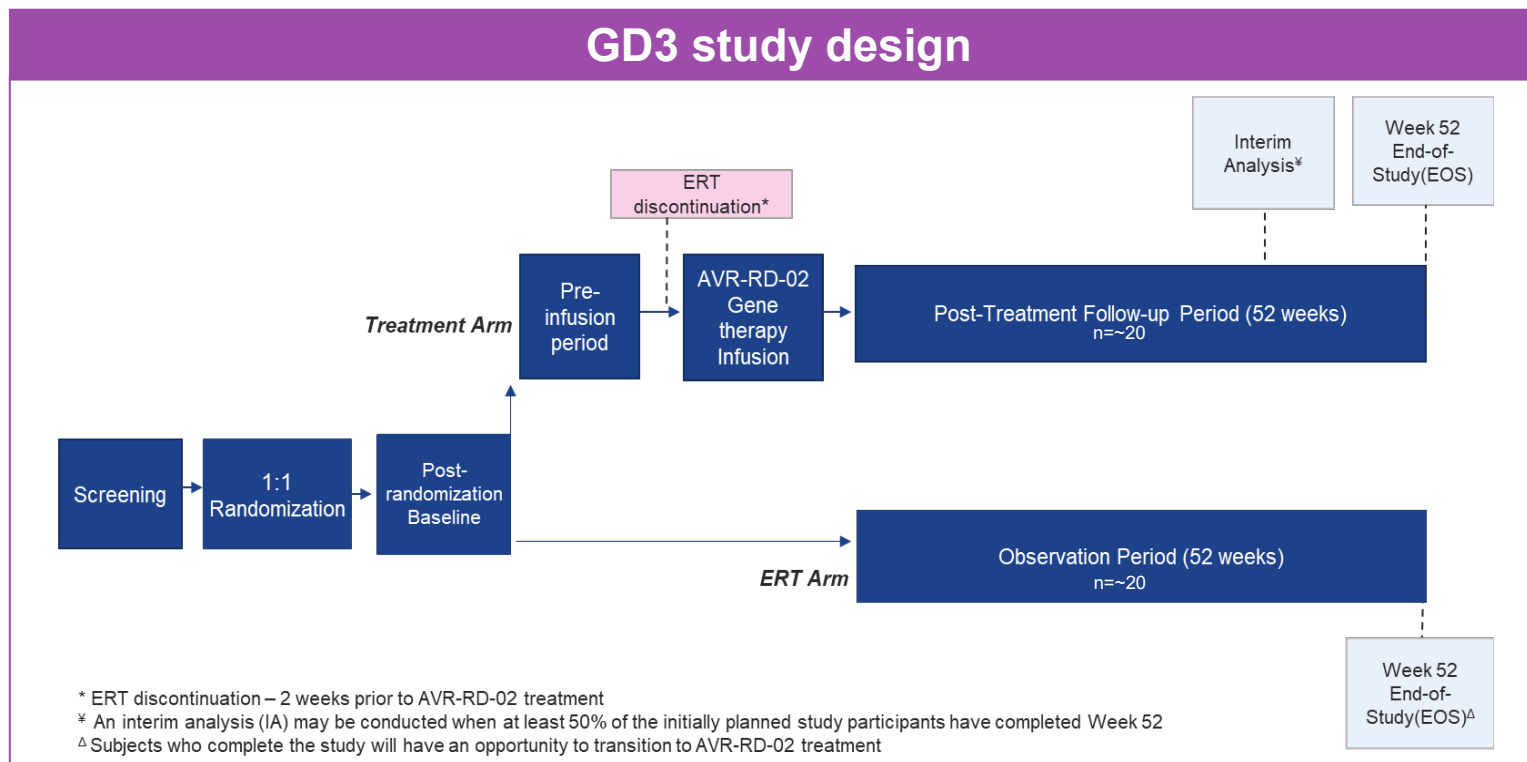 GD3 study design
Interim
Analysis¥
Week 52
End-of-
Study(EOS)
ERT
discontinuation*
Treatment Arm
Pre-
infusion
period
AVR-RD-02
Gene
therapy
Infusion
Post-Treatment Follow-up Period (52 weeks)
n=~20
Screening
1:1
Randomization
Post-
randomization
Baseline
ERT Arm
Observation Period (52 weeks)
n=~20
Week 52
End-of-
Study(EOS)Δ
* ERT discontinuation – 2 weeks prior to AVR-RD-02 treatment
¥ An interim analysis (IA) may be conducted when at least 50% of the initially planned study participants have completed Week 52
Δ Subjects who complete the study will have an opportunity to transition to AVR-RD-02 treatment